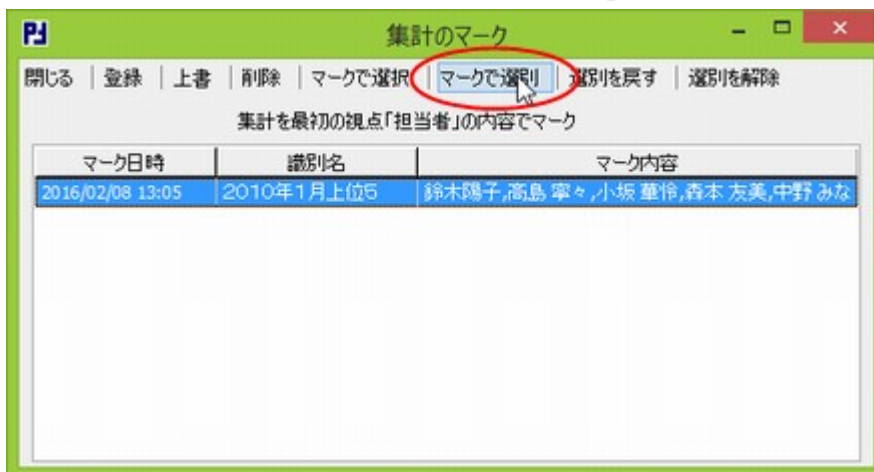 集計のマーク
閉じる 登録 上書 削除 マークで選択 マークで選別 選別を戻す 選別を解除
集計を最初の視点「担当者」の内容でマーク
マーク日時 識別名 マーク内容
2016/02/08 13:05 2010年1月上位5 鈴木陽子,高島 寧々,小坂 華怜,森本 友美,中野 みな